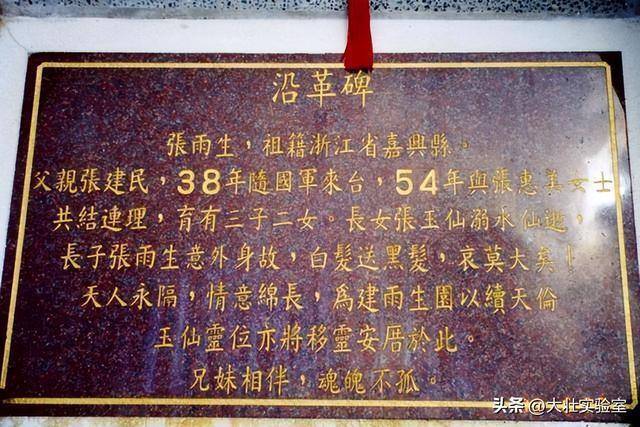 沿革碑
張雨生，祖籍浙江省嘉興縣。
父親張建民，38年隨國軍來台，54年與張惠美女士
共結連理，育有三子二女。長女張玉仙溺水仙逝，
長子張雨生意外身故，白髮送黑髮，哀莫大矣！
天人永隔，情意綿長，爲建雨生園以續天倫
玉仙靈位亦將移靈安厝於此。
兄妹相伴，魂魄不孤。
头条 @大壮实验室